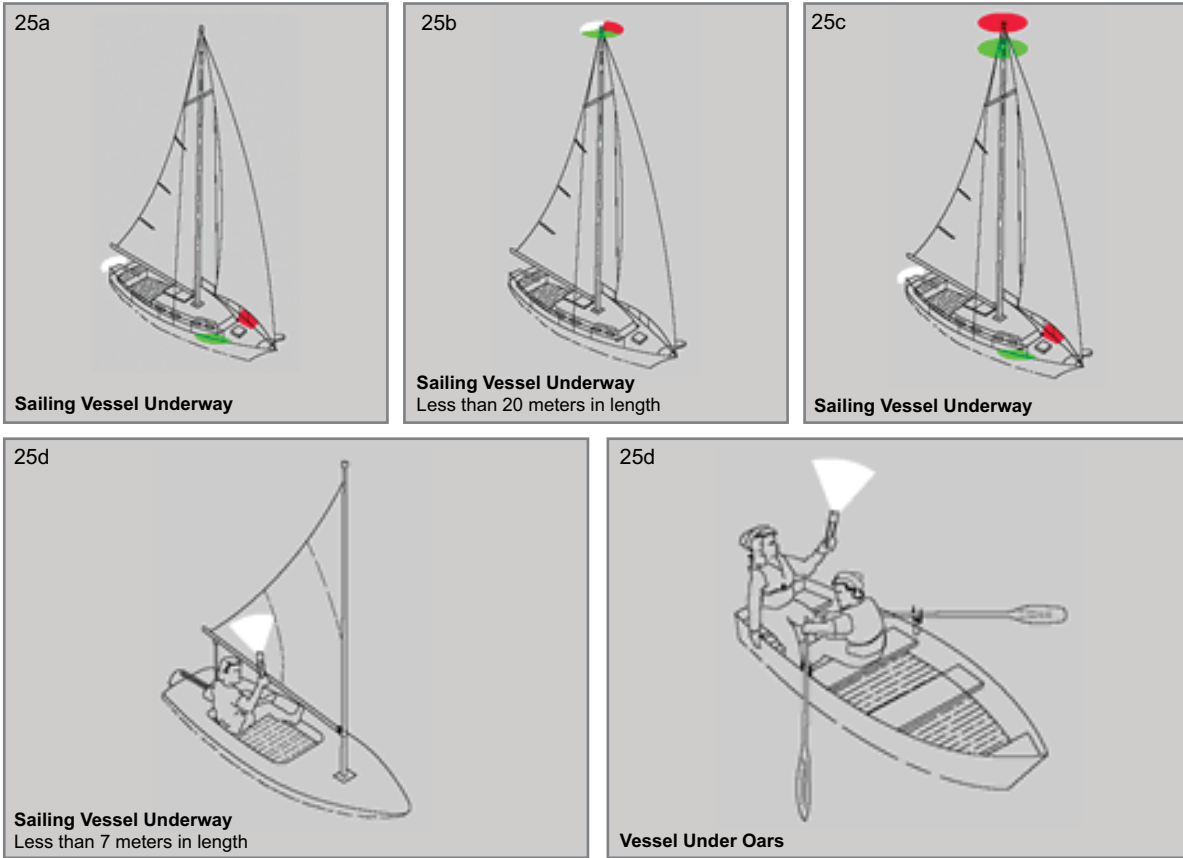 25a
Sailing Vessel Underway
25b
Sailing Vessel Underway
Less than 20 meters in length
25c
Sailing Vessel Underway
25d
Sailing Vessel Underway
Less than 7 meters in length
25d
Vessel Under Oars